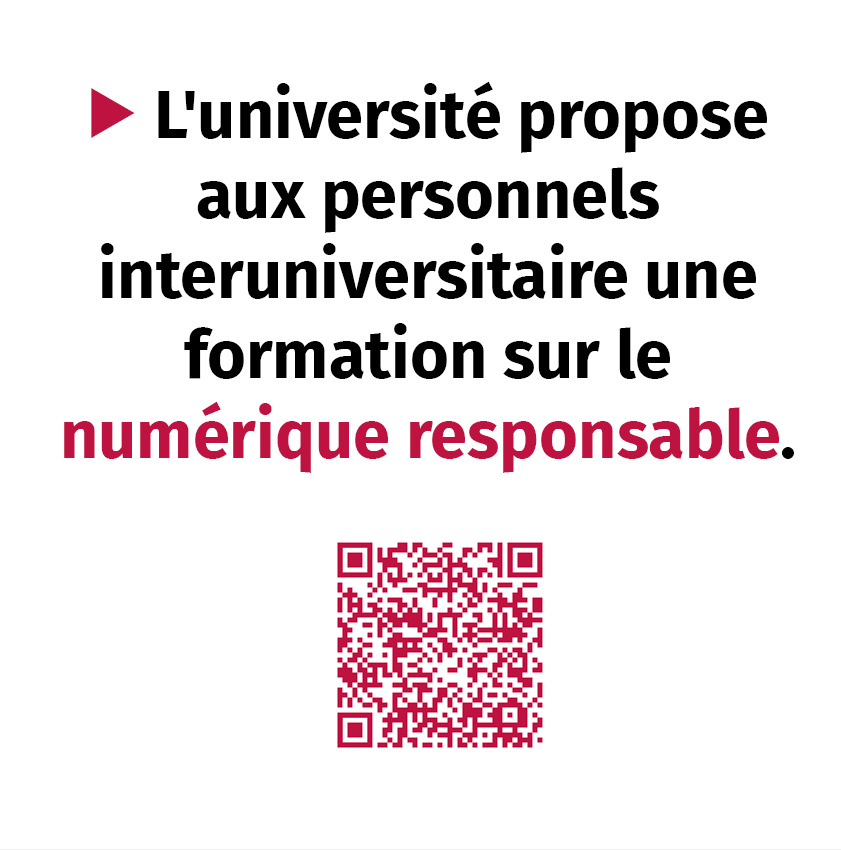 L'université propose
aux personnels
interuniversitaire une
formation sur le
numérique responsable.